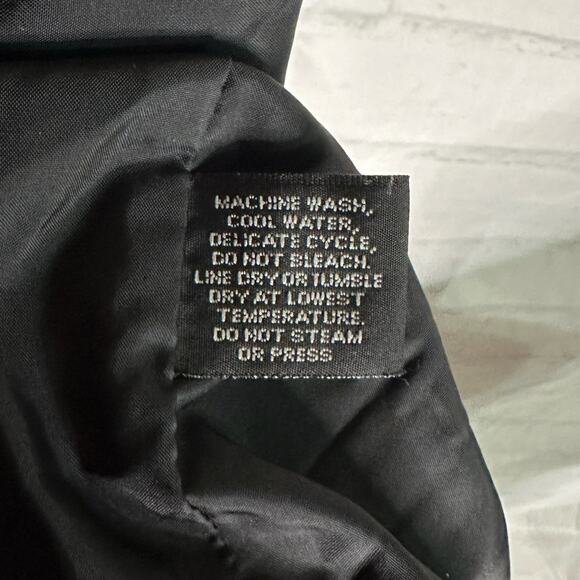 MACHINE WASH,
COOL WATER,
DELICATE CYCLE,
DO NOT BLEACH.
LINE DRY OR TUMBLE
DRY AT LOWEST
TEMPERATURE.
DO NOT STEAM
OR PRESS